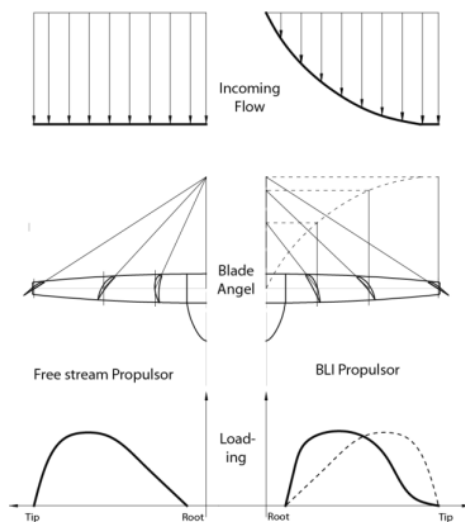 Incoming
Flow
Blade
Angel
Free stream Propulsor
BLI Propulsor
Load-
ing
Tip
Root
Root
Tip